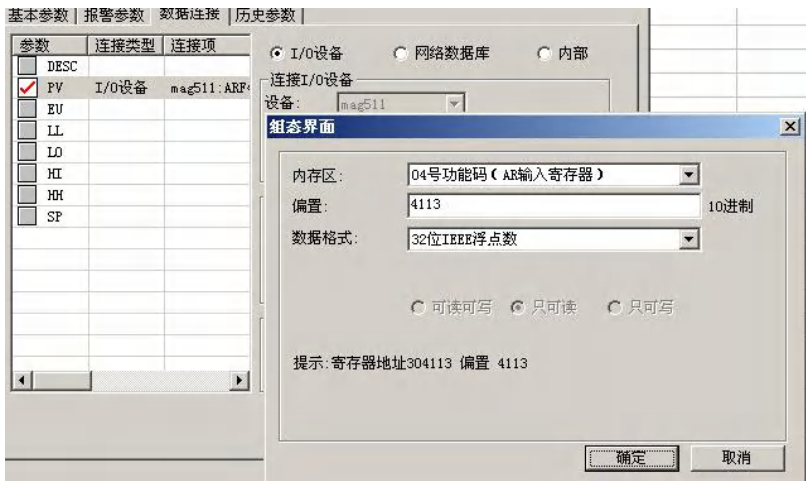 基本参数 报警参数 数据连接 历史参数
参数 连接类型 连接项
DESC
PV I/O设备 mag511:ARF
EU
LL
LO
HI
HH
SP
I/O设备 网络数据库 内部
连接I/O设备
设备: mag511
组态界面
内存区: 04号功能码(AR输入寄存器)
偏置: 4113 10进制
数据格式: 32位IEEE浮点数
可读可写 只可读 只可写
提示:寄存器地址304113 偏置 4113
确定 取消